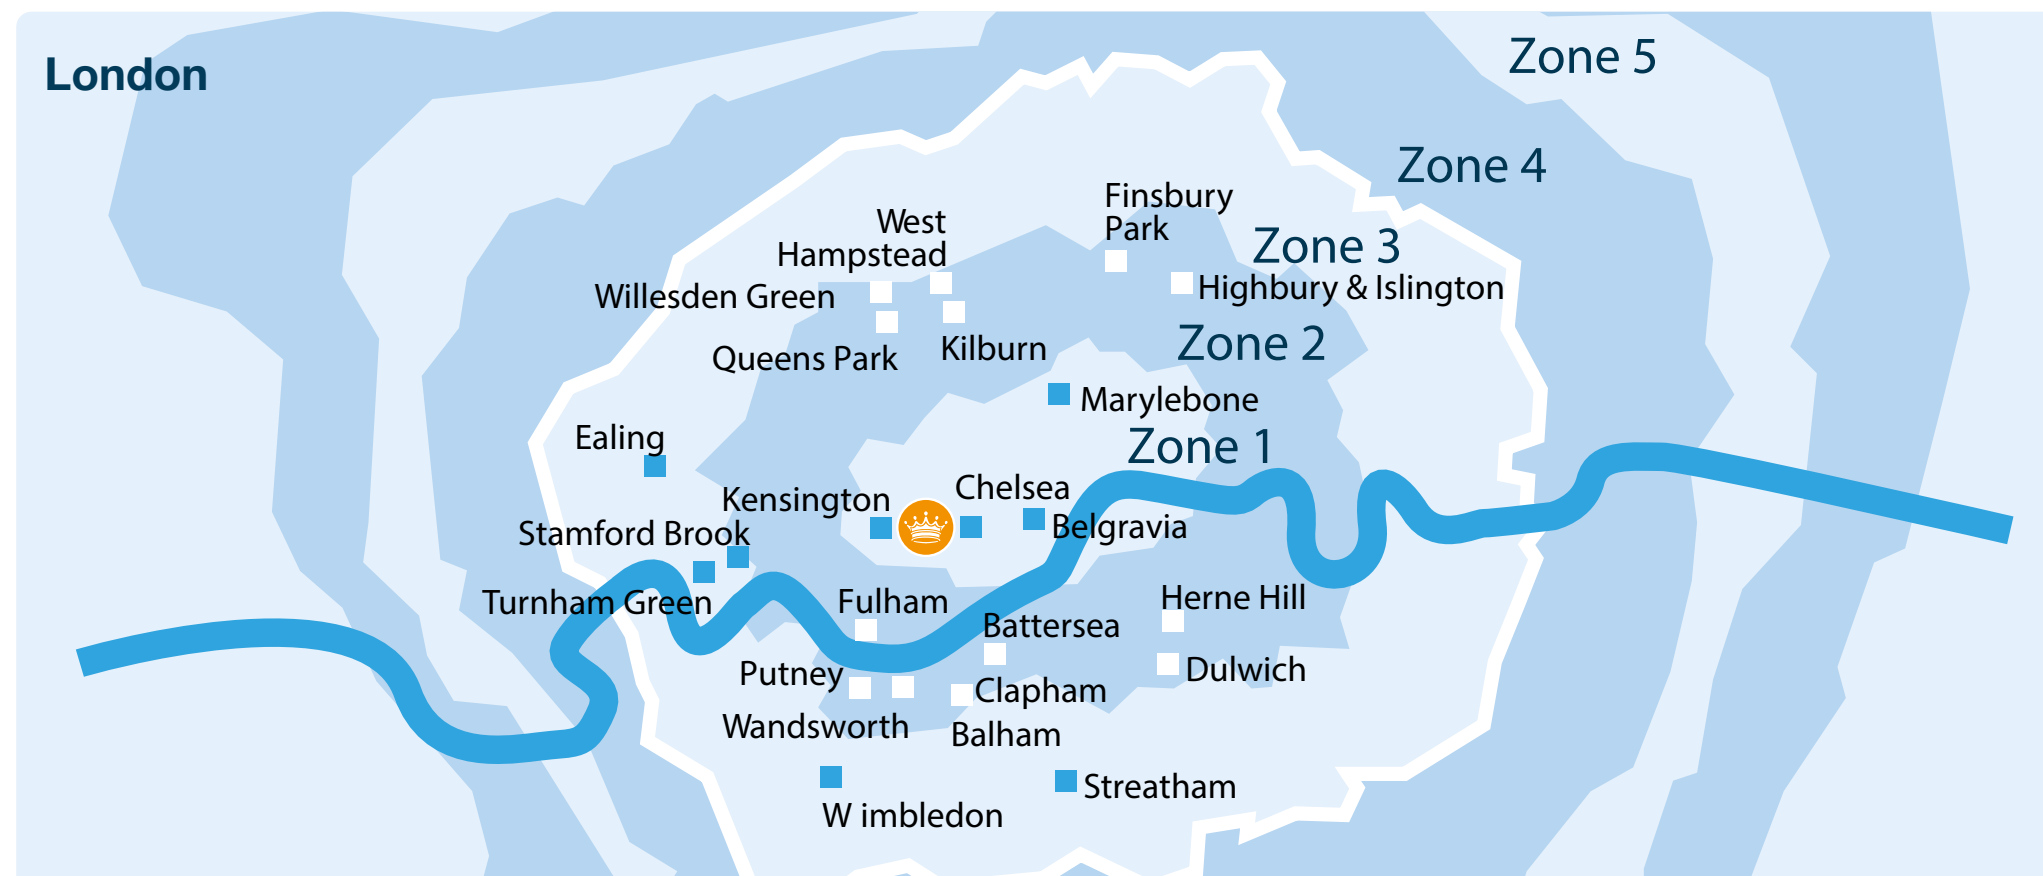 London
Zone 5
Zone 4
Finsbury
Park
West
Hampstead
Zone 3
Willesden Green
Highbury & Islington
Zone 2
Queens Park
Kilburn
Marylebone
Ealing
Zone 1
Kensington
Chelsea
Stamford Brook
Belgravia
Turnham Green
Fulham
Herne Hill
Battersea
Putney
Dulwich
Clapham
Wandsworth
Balham
Streatham
W imbledon